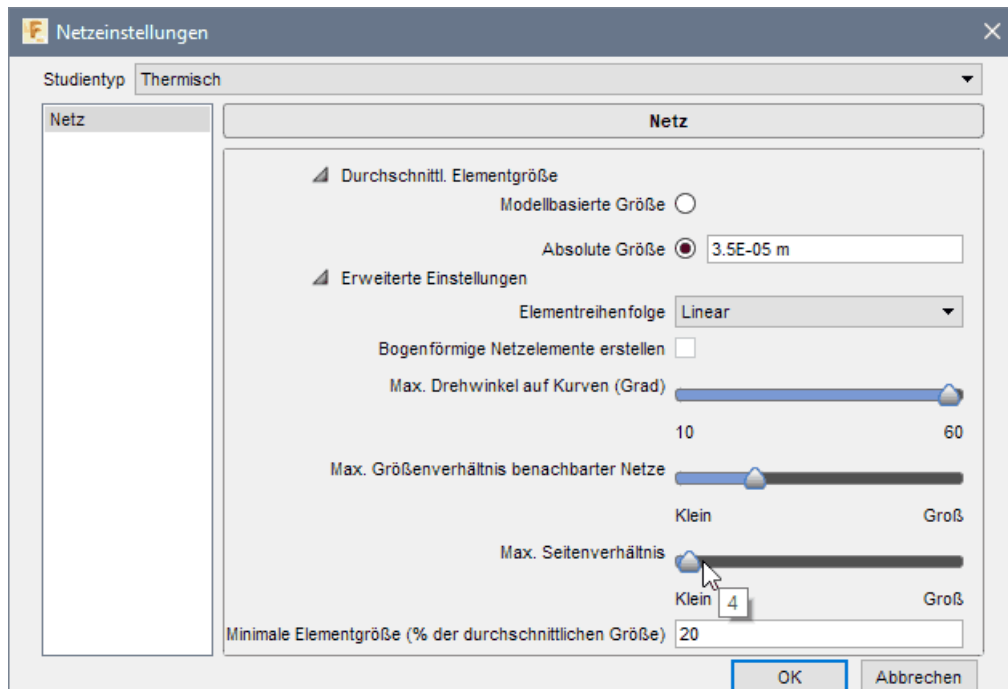 Netzeinstellungen
Studientyp Thermisch
Netz
Netz
Durchschnittl. Elementgröße
Modellbasierte Größe
Absolute Größe 3.5E-05 m
Erweiterte Einstellungen
Elementreihenfolge Linear
Bogenförmige Netzelemente erstellen
Max. Drehwinkel auf Kurven (Grad)
10 60
Max. Größenverhältnis benachbarter Netze
Klein Groß
Max. Seitenverhältnis
Klein 4 Groß
Minimale Elementgröße (% der durchschnittlichen Größe) 20
OK Abbrechen